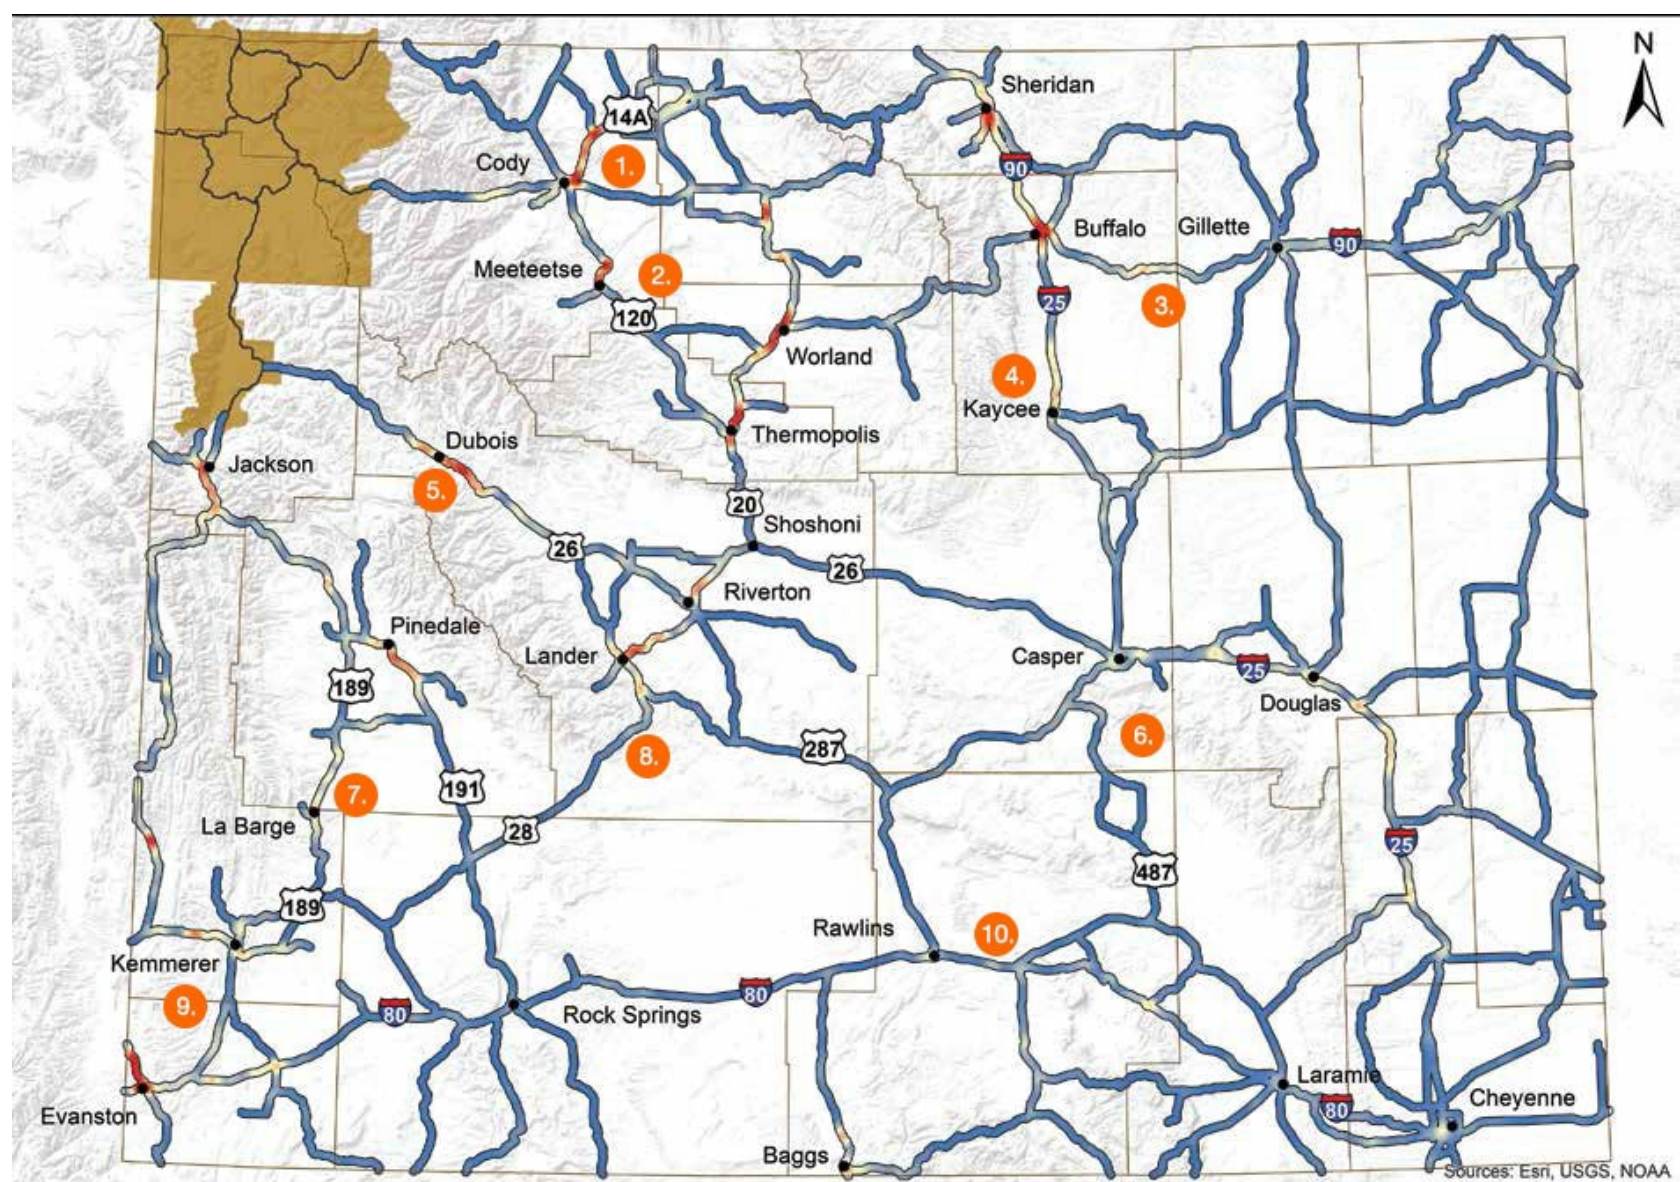 N
Sheridan
14A
Cody
1.
90
Buffalo
Gillette
90
Meeteetse
2.
120
25
3.
Worland
4.
Kaycee
Thermopolis
Dubois
Jackson
5.
20
Shoshoni
26
26
Riverton
Pinedale
Lander
Casper
25
189
Douglas
8.
287
6.
191
7.
La Barge
28
25
487
189
Rawlins
10.
Kemmerer
9.
80
80
Rock Springs
Laramie
Evanston
80
Cheyenne
Baggs
Sources: Esri, USGS, NOAA